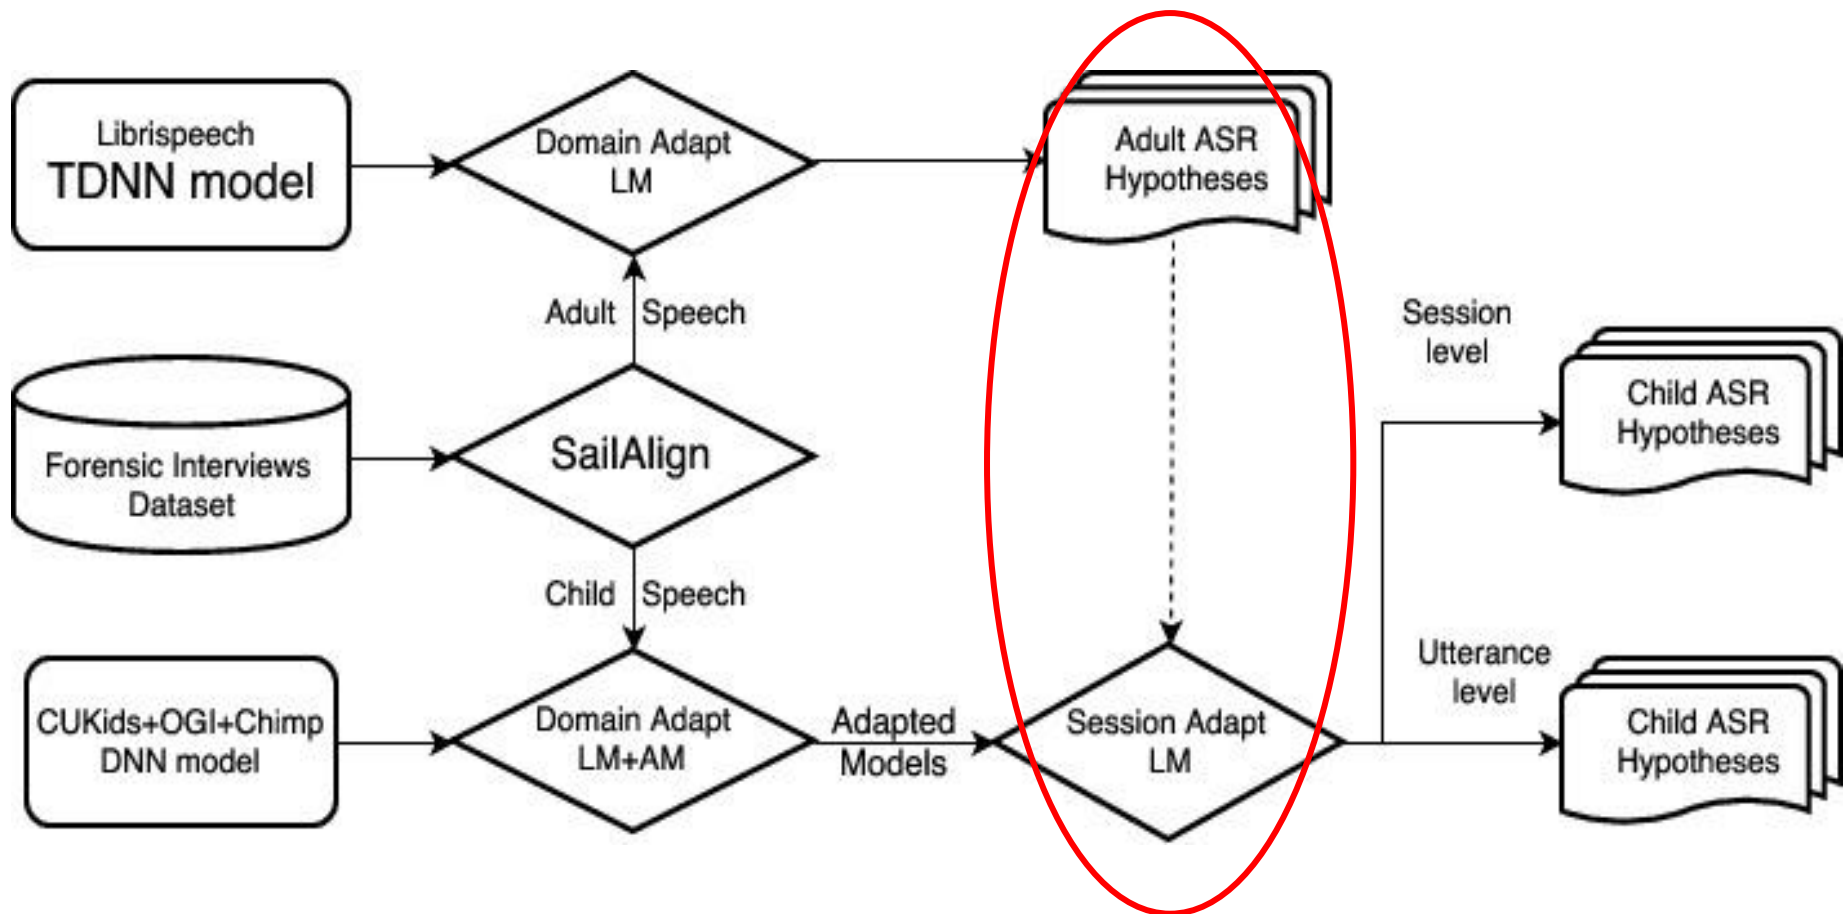 Librispeech
TDNN model
Domain Adapt
LM
Adult ASR
Hypotheses
Adult Speech
Session
level
Child ASR
Hypotheses
Forensic Interviews
Dataset
SailAlign
Child Speech
CUKids+OGI+Chimp
DNN model
Domain Adapt
LM+AM
Adapted
Models
Session Adapt
LM
Utterance
level
Child ASR
Hypotheses